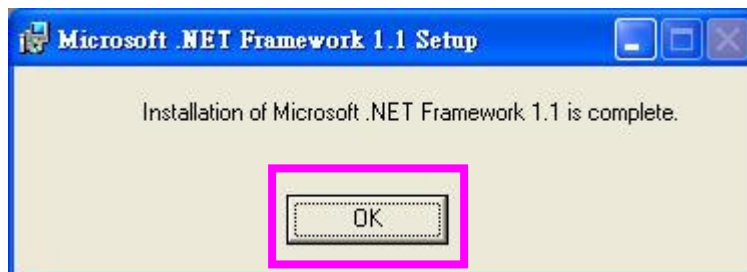 Microsoft .NET Framework 1.1 Setup
Installation of Microsoft .NET Framework 1.1 is complete.
OK